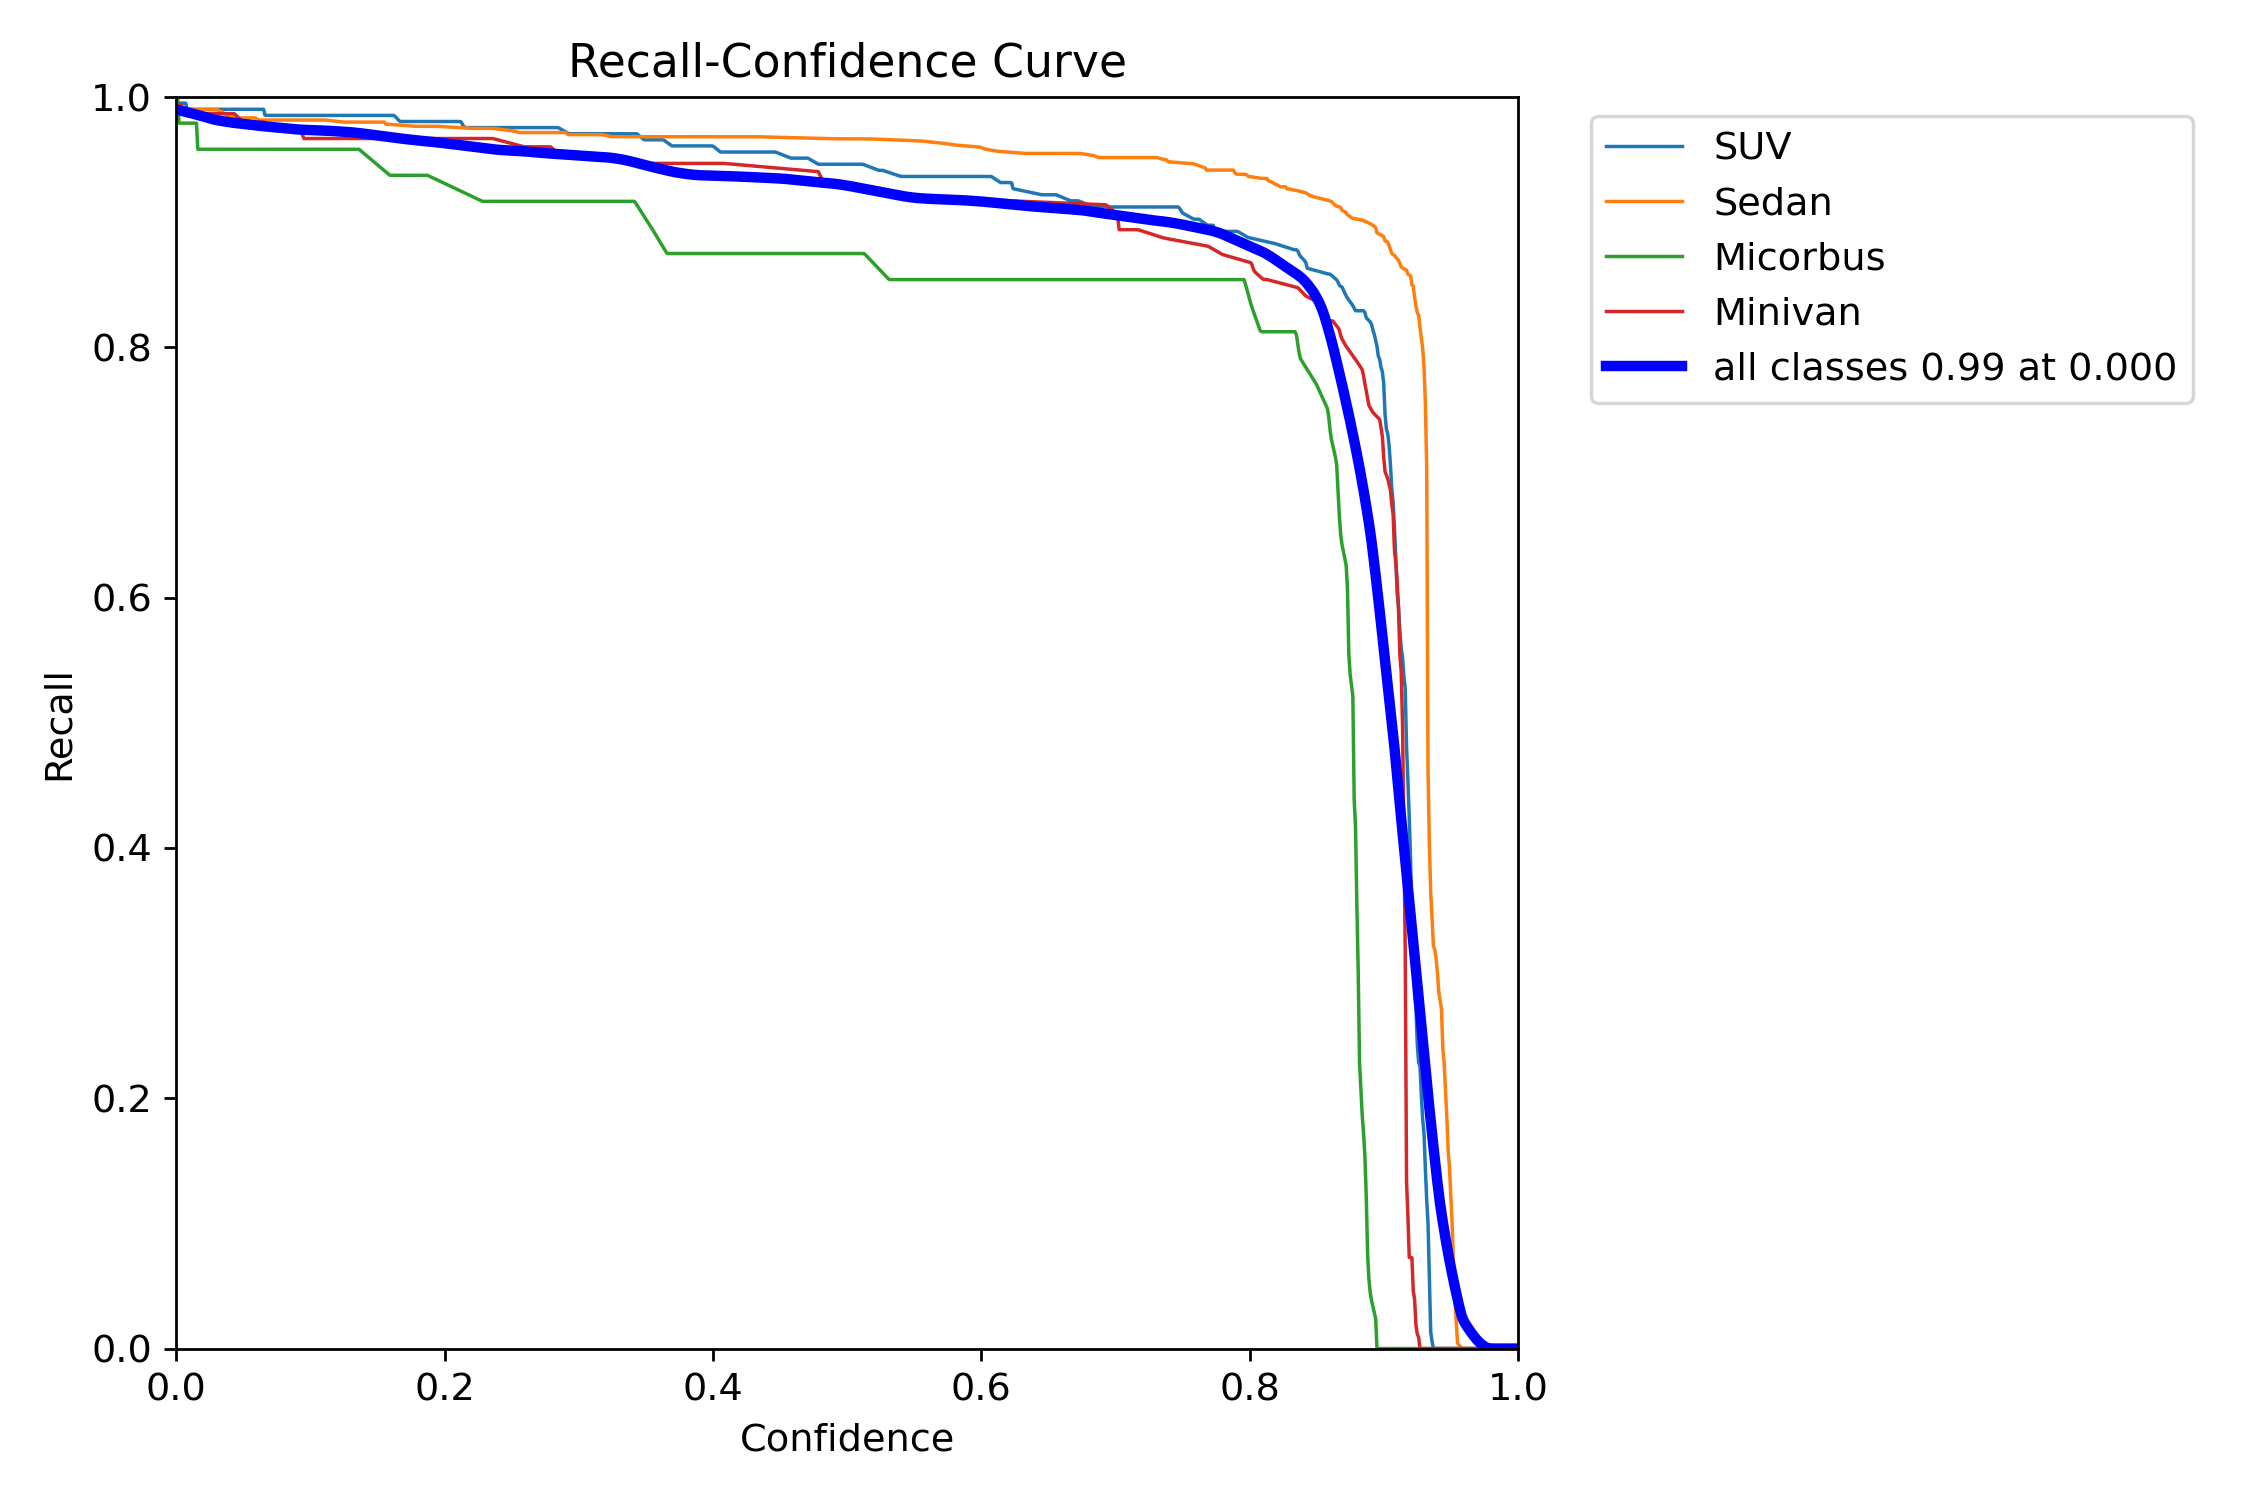 Recall-Confidence Curve
1.0
0.8
0.6
0.4
0.2
0.0
Recall
0.0 0.2 0.4 0.6 0.8 1.0
Confidence
SUV
Sedan
Micorbus
Minivan
all classes 0.99 at 0.000